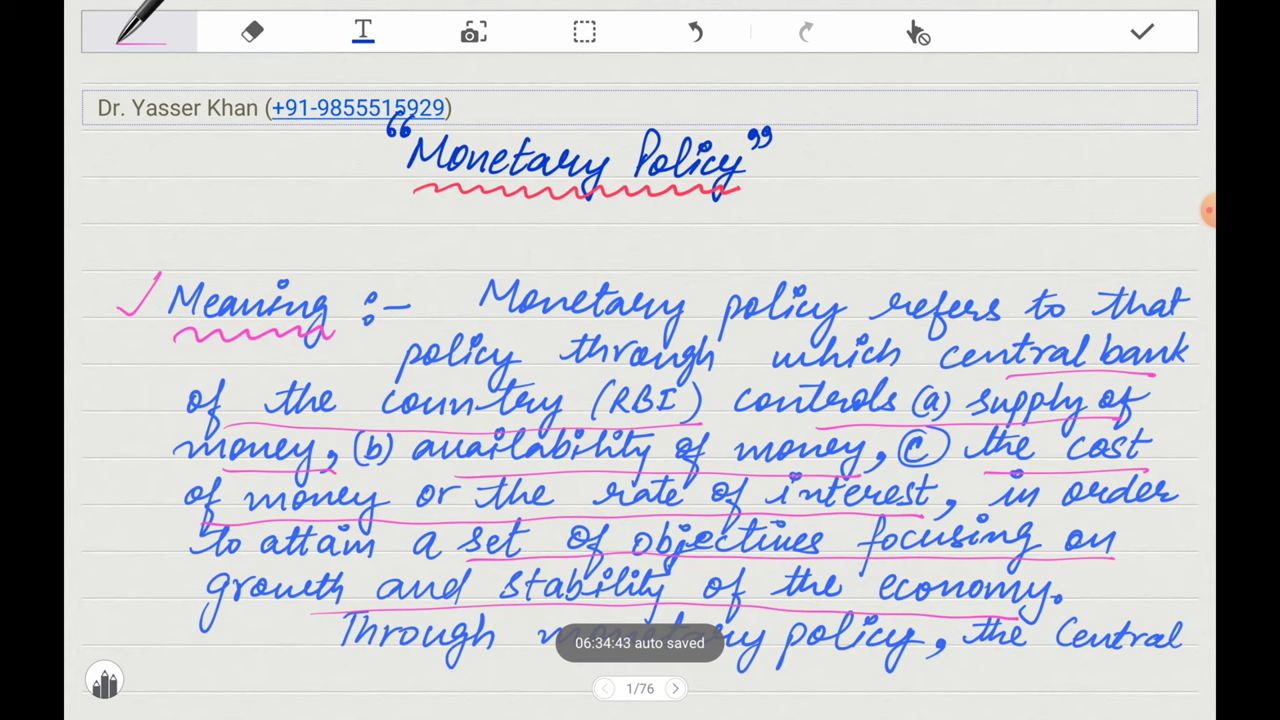 T
Dr. Yasser Khan (+91-9855515929)
“Monetary Policy”
Meaning :- Monetary policy refers to that
policy through which central bank
of the country (RBI) controls (a) supply of
money, (b) availability of money, (c) the cost
of money or the rate of interest, in order
to attain a set of objectives focusing on
growth and stability of the economy.
Through monetary policy, the Central
06:34:43 auto saved
1/76